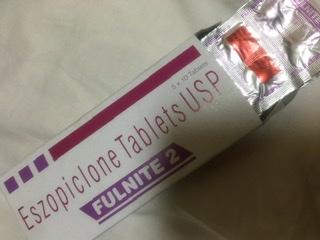 5 x 10 Tablets
Eszopiclone Tablets USP
FULNITE 2